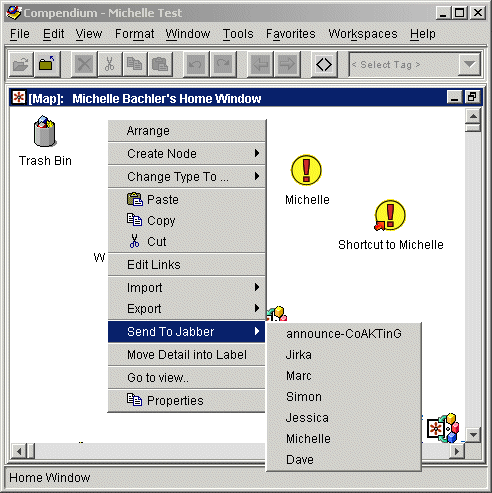 Compendium - Michelle Test
File Edit View Format Window Tools Favorites Workspaces Help
< Select Tag >
[Map]: Michelle Bachler's Home Window
Trash Bin
Arrange
Create Node
Change Type To ...
Paste
Copy
Cut
Edit Links
Import
Export
Send To Jabber
Move Detail into Label
Go to view..
Properties
W
Michelle
Shortcut to Michelle
announce-CoAKTinG
Jirka
Marc
Simon
Jessica
Michelle
Dave
Home Window